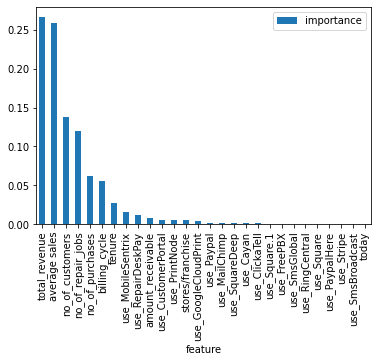 importance
0.25
0.20
0.15
0.10
0.05
0.00
total_revenue
average sales
no_of_customers
no_of_repair_jobs
no_of_purchases
billing_cycle
Tenure
use_MobileSentrix
use_RepairDeskPay
amount_receivable
use_CustomerPortal
use_PrintNode
stores/franchise
use_GoogleCloudPrint
use_Paypal
use_MailChimp
use_SquareDeep
use_Cayan
use_ClickaTell
use_Square.1
use_FreePBX
use_SmsGlobal
use_RingCentral
use_Square
use_PaypalHere
use_Stripe
use_SmsBroadcast
today
feature